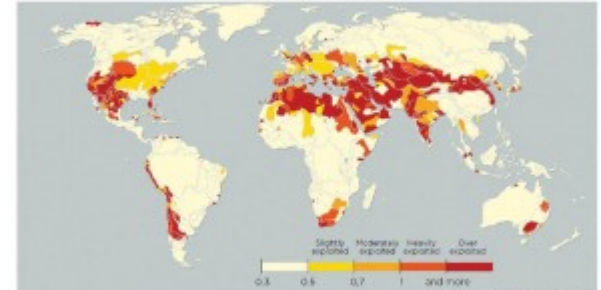 Slightly Moderately Heavily Over
exploited exploited exploited exploited
0.3 0.5 0.7 1 and more